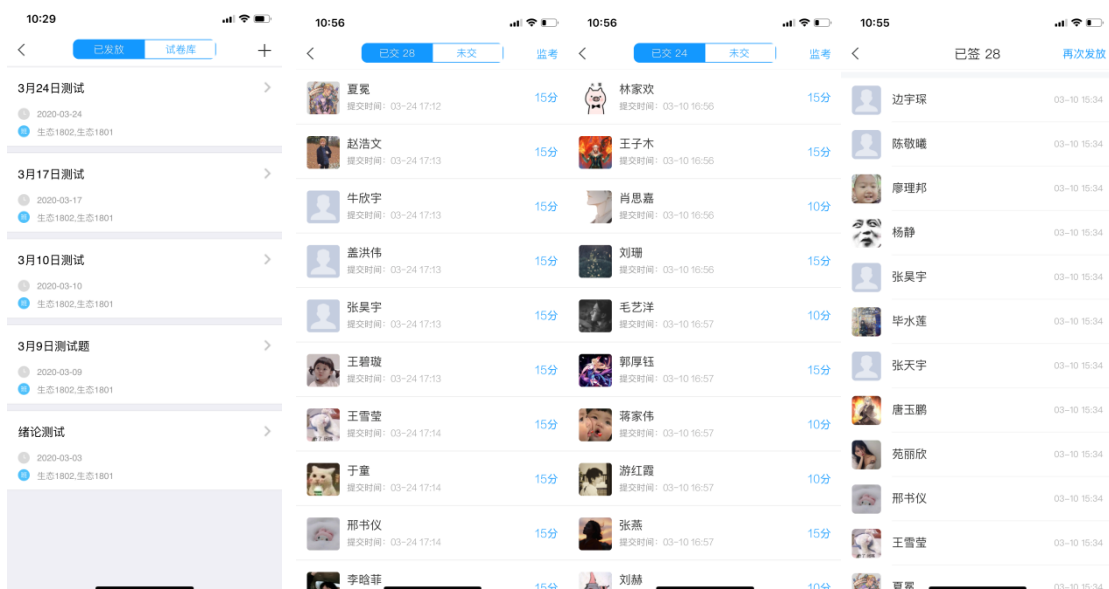 10:29
已发放
试卷库
3月24日测试
2020-03-24
生态1802,生态1801
3月17日测试
2020-03-17
生态1802,生态1801
3月10日测试
2020-03-10
生态1802,生态1801
3月9日测试题
2020-03-09
生态1802,生态1801
绪论测试
2020-03-03
生态1802,生态1801
10:56
已交 28
未交
监考
夏冕
15分
提交时间：03-24 17:12
赵浩文
15分
提交时间：03-24 17:13
牛欣宇
15分
提交时间：03-24 17:13
盖洪伟
15分
提交时间：03-24 17:13
张昊宇
15分
提交时间：03-24 17:13
王碧璇
15分
提交时间：03-24 17:13
王雪莹
15分
提交时间：03-24 17:14
于童
15分
提交时间：03-24 17:14
邢书仪
15分
提交时间：03-24 17:14
李晗菲
15分
10:56
已交 24
未交
监考
林家欢
15分
提交时间：03-10 16:56
王子木
15分
提交时间：03-10 16:56
肖思嘉
10分
提交时间：03-10 16:56
刘珊
15分
提交时间：03-10 16:56
毛艺洋
10分
提交时间：03-10 16:57
郭厚钰
15分
提交时间：03-10 16:57
蒋家伟
10分
提交时间：03-10 16:57
游红霞
10分
提交时间：03-10 16:57
张燕
15分
提交时间：03-10 16:57
刘赫
10分
10:55
已签 28
再次发放
边宇琛
03-10 15:34
陈敬曦
03-10 15:34
廖理邦
03-10 15:34
杨静
03-10 15:34
张昊宇
03-10 15:34
毕水莲
03-10 15:34
张天宇
03-10 15:34
唐玉鹏
03-10 15:34
苑丽欣
03-10 15:34
邢书仪
03-10 15:34
王雪莹
03-10 15:34
夏冕
03-10 15:34